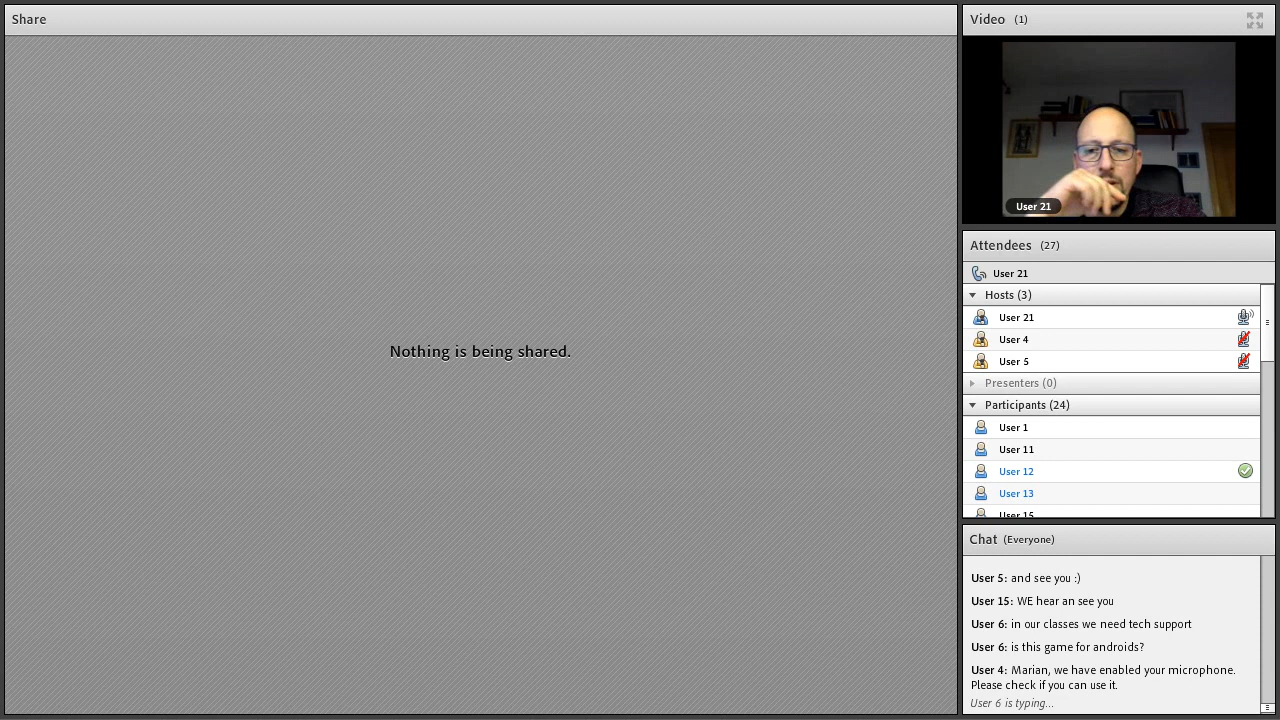 Share
Nothing is being shared.
Video (1)
User 21
Attendees (27)
User 21
Hosts (3)
User 21
User 4
User 5
Presenters (0)
Participants (24)
User 1
User 11
User 12
User 13
User 15
Chat (Everyone)
User 5: and see you :)
User 15: WE hear an see you
User 6: in our classes we need tech support
User 6: is this game for androids?
User 4: Marian, we have enabled your microphone.
Please check if you can use it.
User 6 is typing...